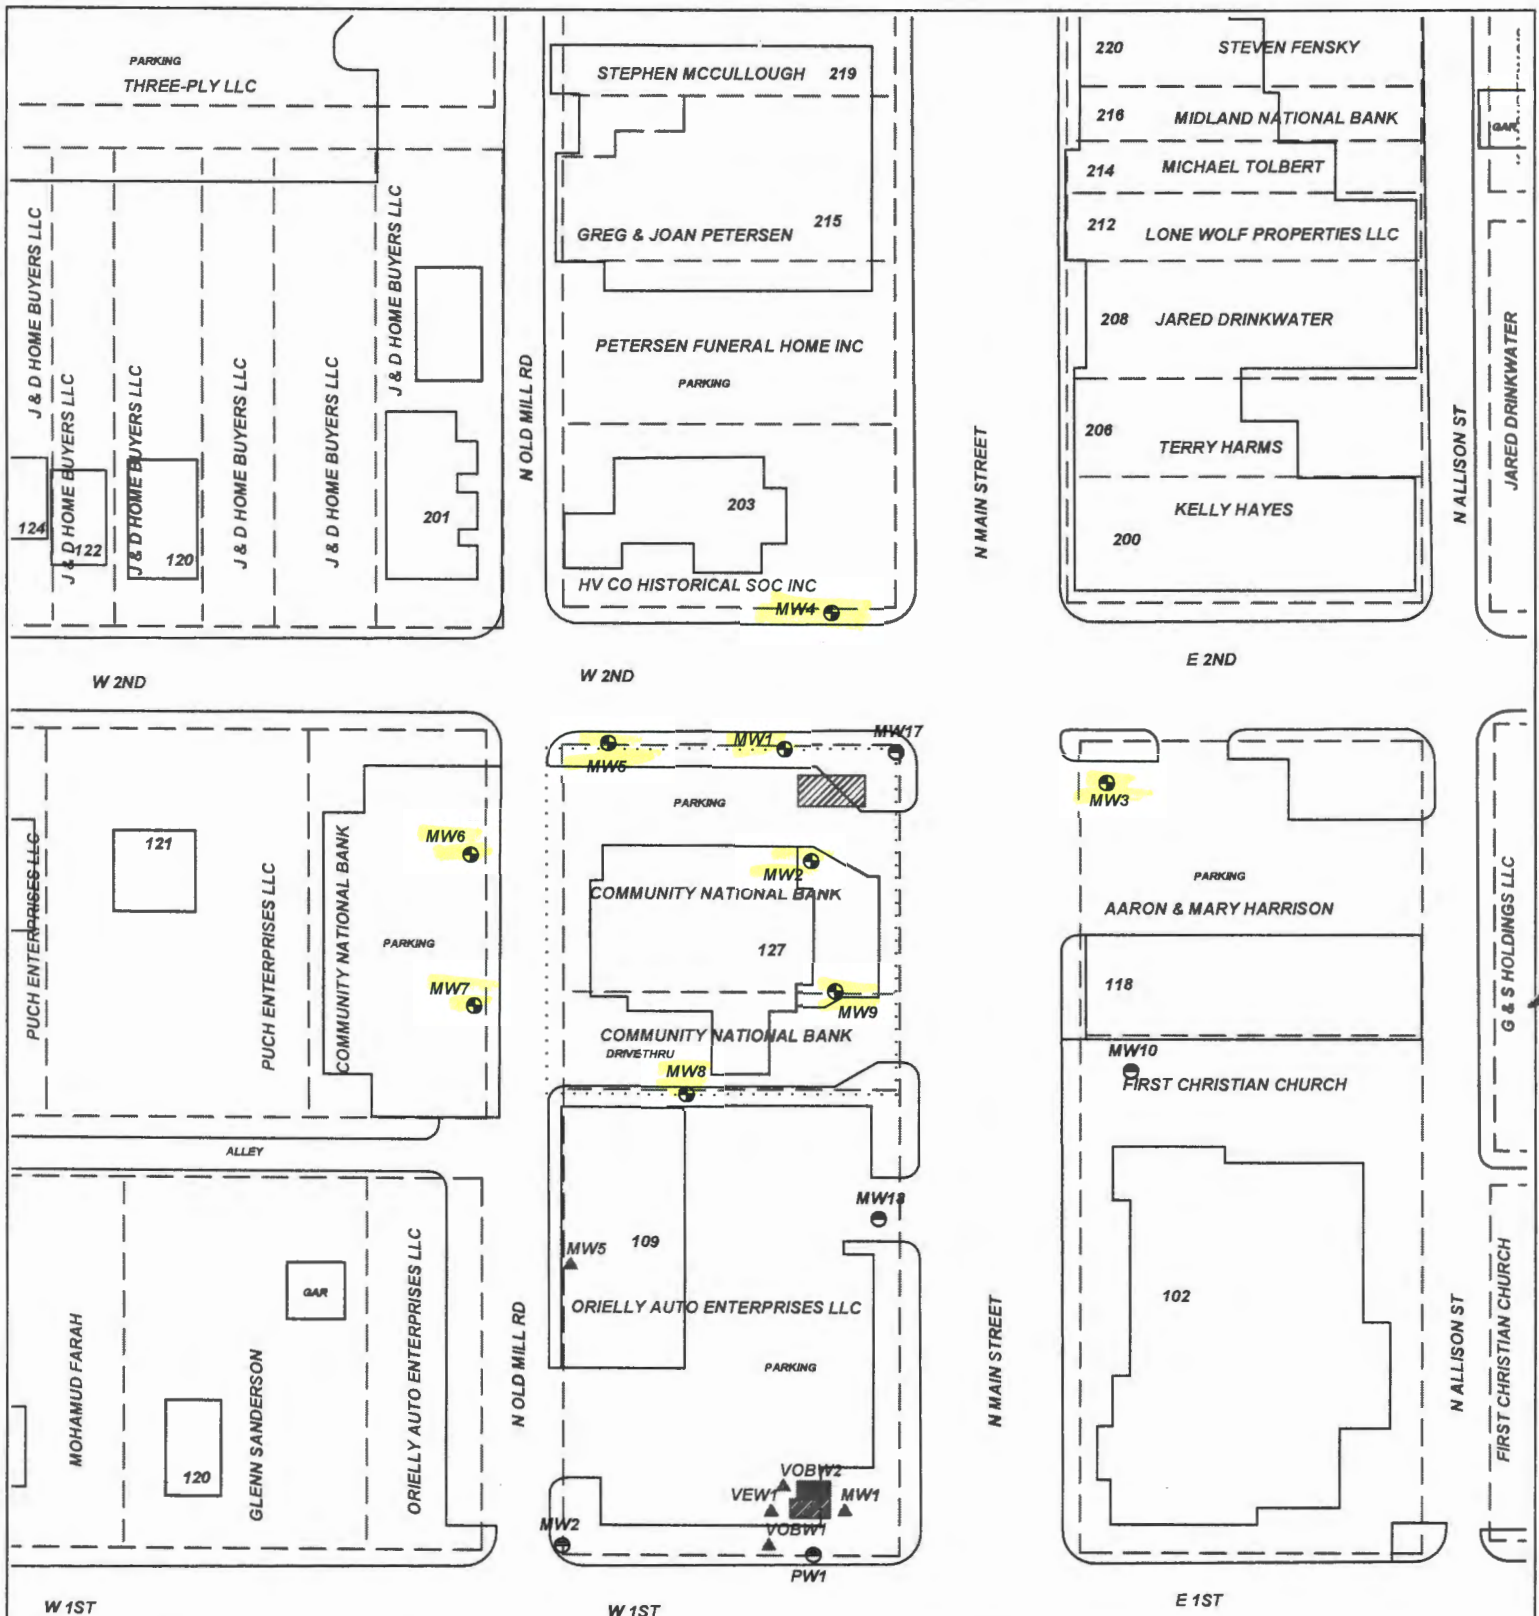 PARKING
THREE-PLY LLC
J & D HOME BUYERS LLC
J & D HOME BUYERS LLC
J & D HOME BUYERS LLC
J & D HOME BUYERS LLC
J & D HOME BUYERS LLC
J & D HOME BUYERS LLC
124
122
120
201
N OLD MILL RD
STEPHEN MCCULLOUGH 219
GREG & JOAN PETERSEN 215
PETERSEN FUNERAL HOME INC
PARKING
203
HV CO HISTORICAL SOC INC
MW4
N MAIN STREET
220 STEVEN FENSKY
216 MIDLAND NATIONAL BANK
214 MICHAEL TOLBERT
212 LONE WOLF PROPERTIES LLC
208 JARED DRINKWATER
206
TERRY HARMS
KELLY HAYES
200
N ALLISON ST
GAR
JARED DRINKWATER
W 2ND
W 2ND
E 2ND
PUCH ENTERPRISES LLC
121
PUCH ENTERPRISES LLC
COMMUNITY NATIONAL BANK
PARKING
MW6
MW7
MW5
MW1
MW17
PARKING
MW2
COMMUNITY NATIONAL BANK
127
MW9
COMMUNITY NATIONAL BANK
DRIVETHRU
MW8
MW3
PARKING
AARON & MARY HARRISON
118
MW10
FIRST CHRISTIAN CHURCH
G & S HOLDINGS LLC
ALLEY
MOHAMUD FARAH
GAR
120
GLENN SANDERSON
ORIELLY AUTO ENTERPRISES LLC
N OLD MILL RD
MW18
MW5
109
ORIELLY AUTO ENTERPRISES LLC
PARKING
VOBW2
VEW1
MW1
VOBW1
MW2
PW1
N MAIN STREET
102
N ALLISON ST
FIRST CHRISTIAN CHURCH
W 1ST
W 1ST
E 1ST